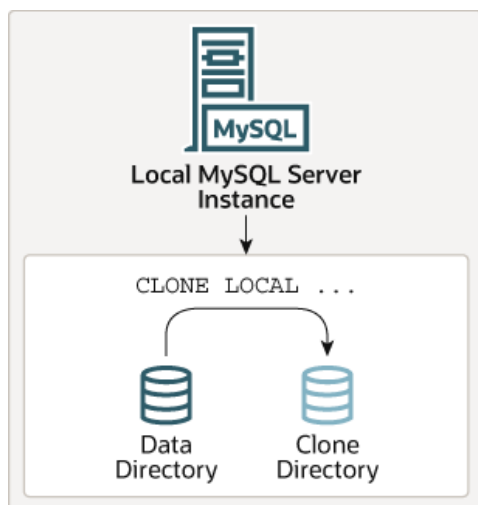 MySQL
Local MySQL Server
Instance
CLONE LOCAL ...
Data
Directory
Clone
Directory